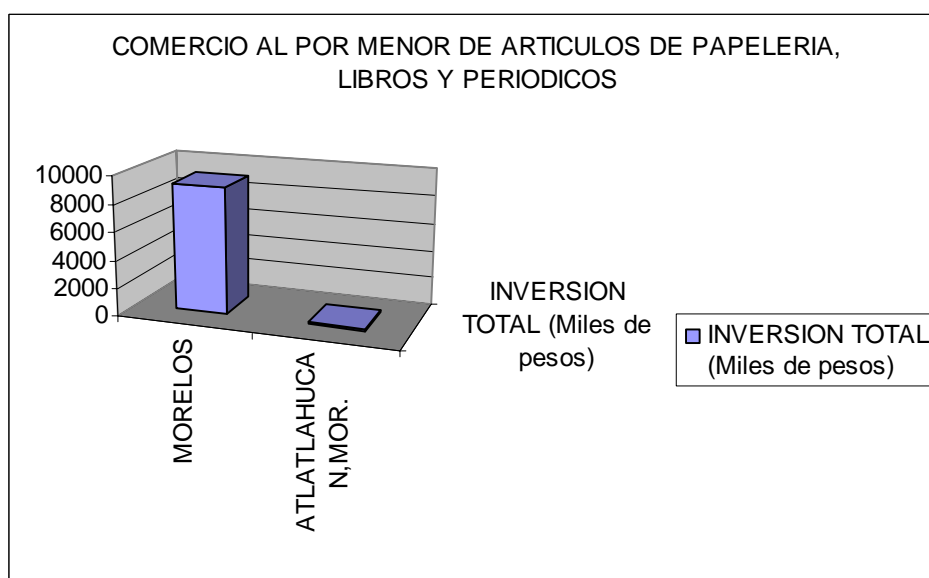 COMERCIO AL POR MENOR DE ARTICULOS DE PAPELERIA,
LIBROS Y PERIODICOS
10000
8000
6000
4000
2000
0
MORELOS
ATLATLAHUCA
N,MOR.
INVERSION
TOTAL (Miles de
pesos)
INVERSION TOTAL
(Miles de pesos)